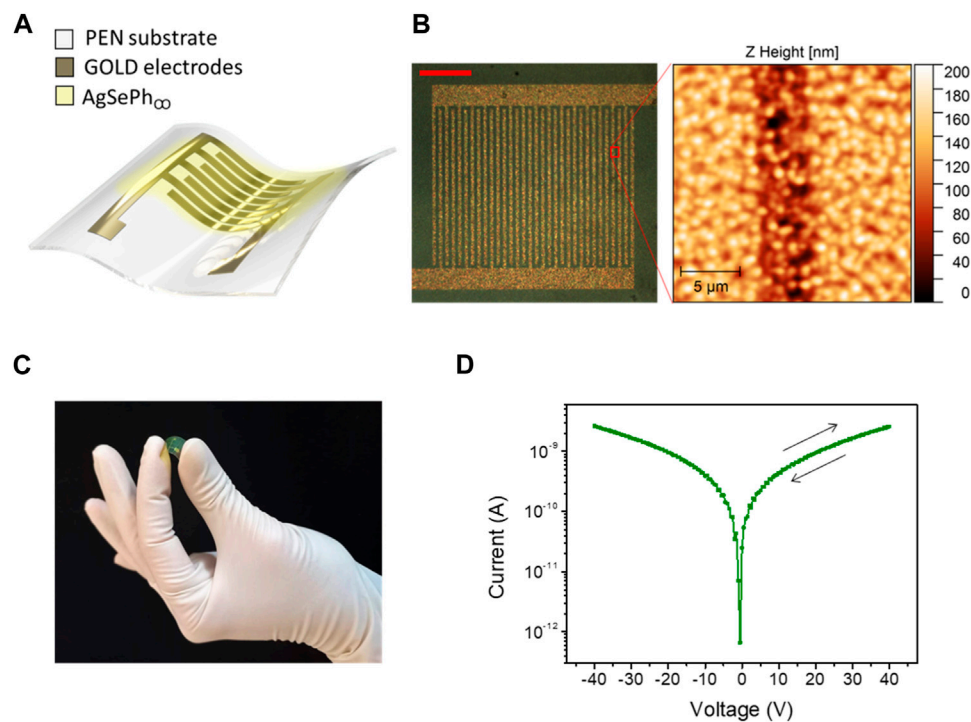 A
PEN substrate
GOLD electrodes
AgSePh∞
B
Z Height [nm]
200
180
160
140
120
100
80
60
40
20
0
5 µm
C
D
Current (A)
10⁻⁹
10⁻¹⁰
10⁻¹¹
10⁻¹²
-40 -30 -20 -10 0 10 20 30 40
Voltage (V)